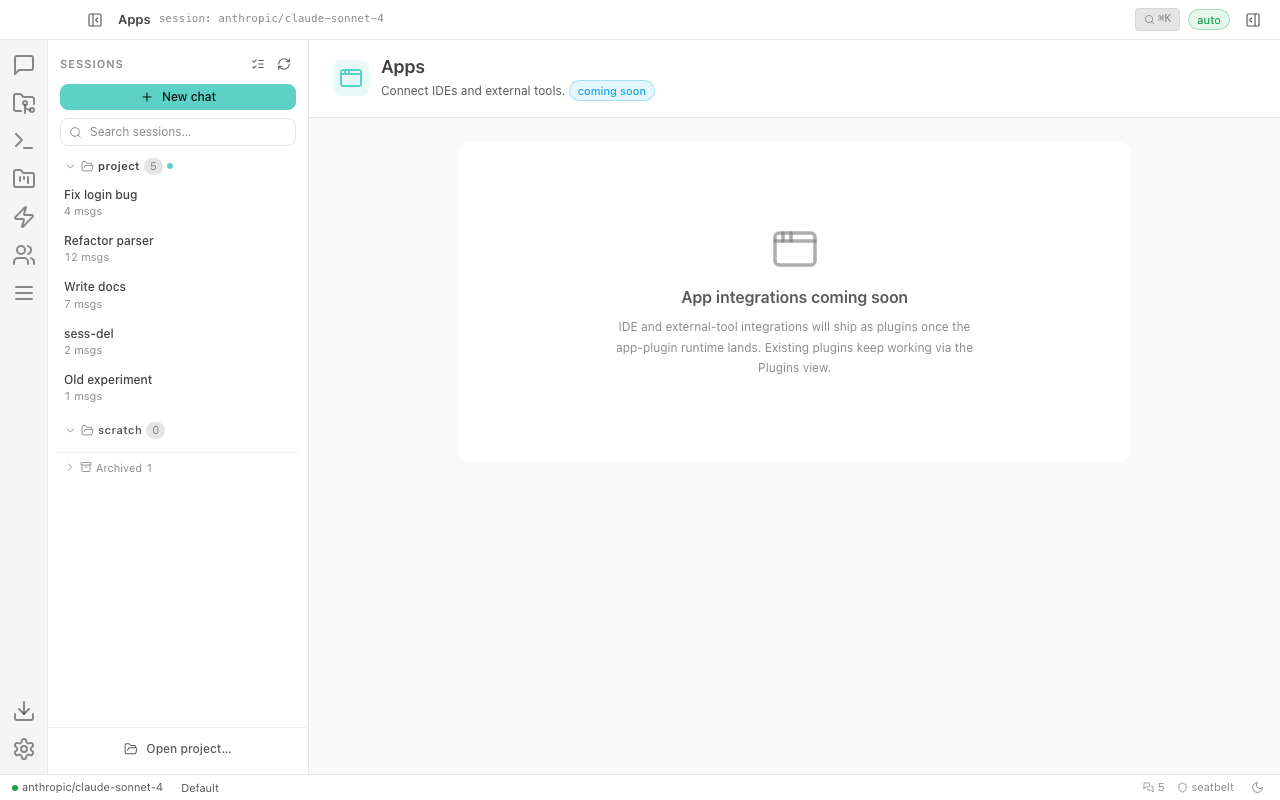 Apps session: anthropic/claude-sonnet-4
⌘K
auto
SESSIONS
New chat
Search sessions...
project 5
Fix login bug
4 msgs
Refactor parser
12 msgs
Write docs
7 msgs
sess-del
2 msgs
Old experiment
1 msgs
scratch 0
Archived 1
Open project...
Apps
Connect IDEs and external tools. coming soon
App integrations coming soon
IDE and external-tool integrations will ship as plugins once the
app-plugin runtime lands. Existing plugins keep working via the
Plugins view.
anthropic/claude-sonnet-4 Default
5 seatbelt